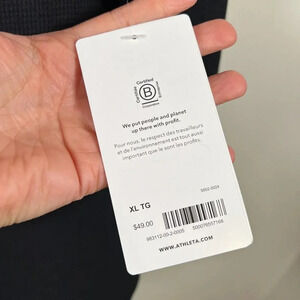 Certified
B
Corporation
We put people and planet
up there with profit.
Pour nous, le respect des travailleurs
et de l'environnement est tout aussi
important que le sont les profits.
XL TG
$49.00
WWW.ATHLETA.COM